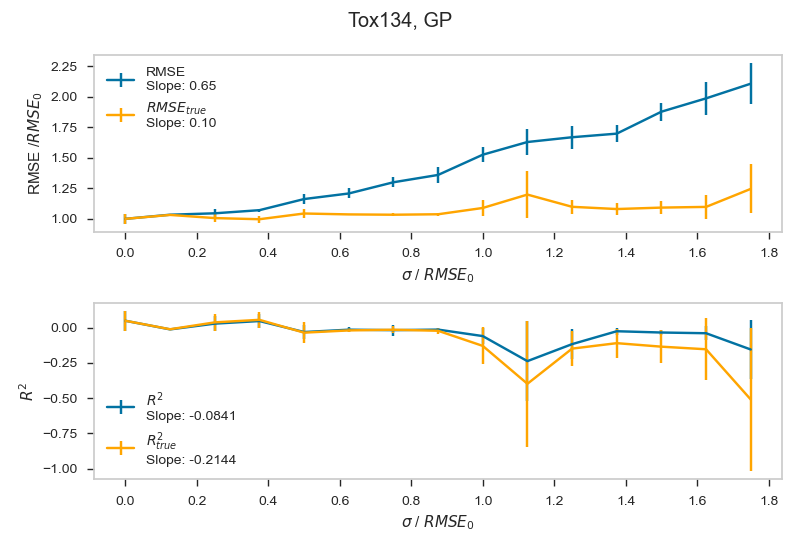 Tox134, GP
RMSE / RMSE₀
2.25
2.00
1.75
1.50
1.25
1.00
RMSE
Slope: 0.65
RMSE_true
Slope: 0.10
0.0 0.2 0.4 0.6 0.8 1.0 1.2 1.4 1.6 1.8
σ / RMSE₀
R²
0.00
−0.25
−0.50
−0.75
−1.00
R²
Slope: -0.0841
R²_true
Slope: -0.2144
0.0 0.2 0.4 0.6 0.8 1.0 1.2 1.4 1.6 1.8
σ / RMSE₀